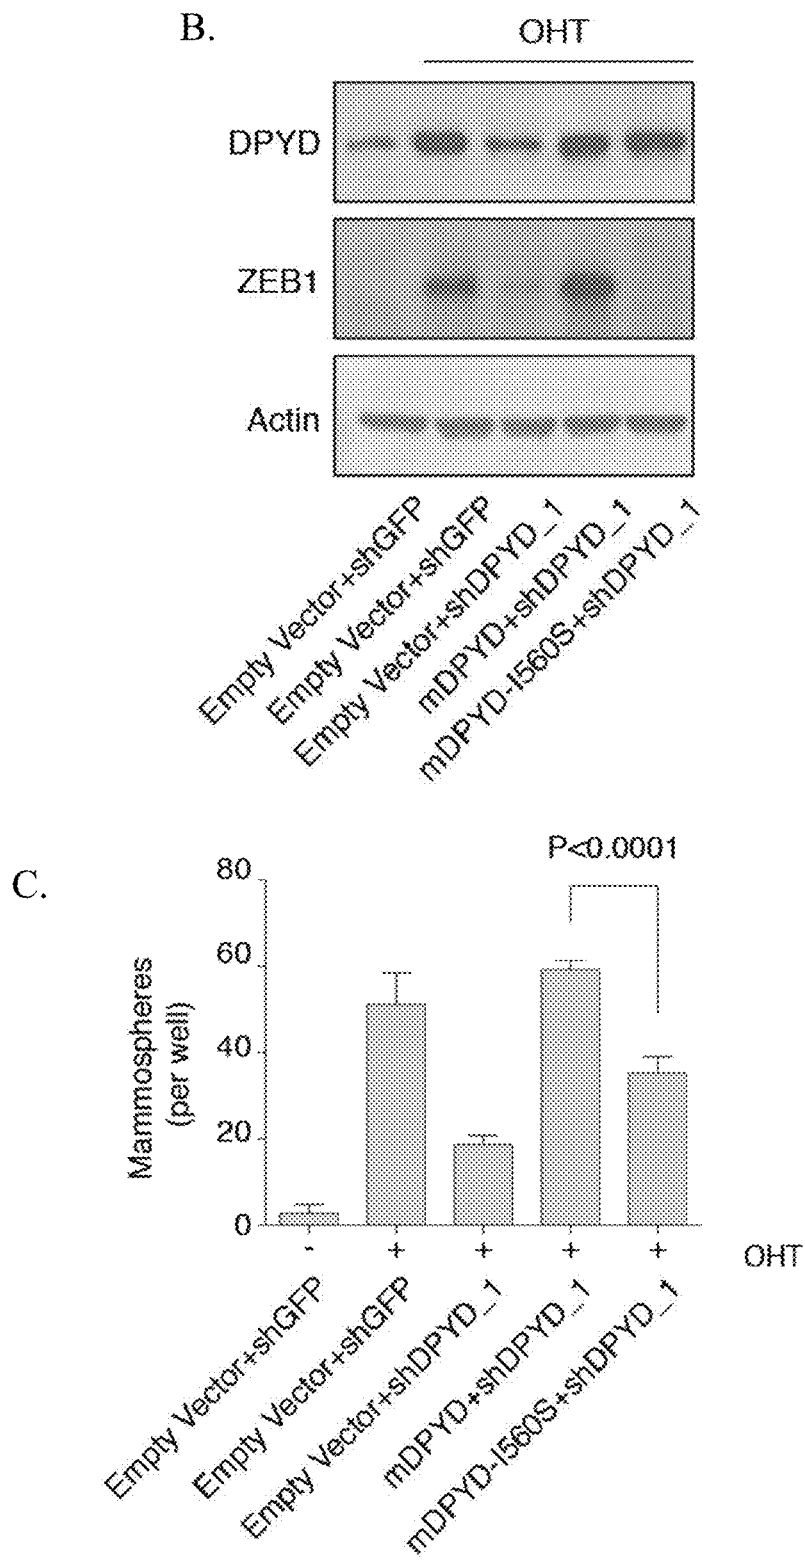 B.
OHT
DPYD
ZEB1
Actin
Empty Vector+shGFP
Empty Vector+shGFP
Empty Vector+shDPYD_1
mDPYD+shDPYD_1
mDPYD-I560S+shDPYD_1
C.
P<0.0001
80
60
40
20
0
Mammospheres
(per well)
- + + + + OHT
Empty Vector+shGFP
Empty Vector+shGFP
Empty Vector+shDPYD_1
mDPYD+shDPYD_1
mDPYD-I560S+shDPYD_1